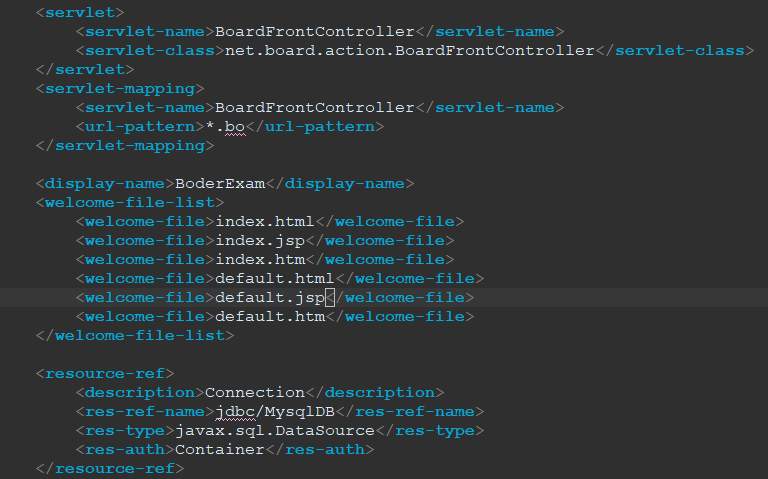 <servlet>
<servlet-name>BoardFrontController</servlet-name>
<servlet-class>net.board.action.BoardFrontController</servlet-class>
</servlet>
<servlet-mapping>
<servlet-name>BoardFrontController</servlet-name>
<url-pattern>*.bo</url-pattern>
</servlet-mapping>
<display-name>BoderExam</display-name>
<welcome-file-list>
<welcome-file>index.html</welcome-file>
<welcome-file>index.jsp</welcome-file>
<welcome-file>index.htm</welcome-file>
<welcome-file>default.html</welcome-file>
<welcome-file>default.jsp</welcome-file>
<welcome-file>default.htm</welcome-file>
</welcome-file-list>
<resource-ref>
<description>Connection</description>
<res-ref-name>jdbc/MysqlDB</res-ref-name>
<res-type>javax.sql.DataSource</res-type>
<res-auth>Container</res-auth>
</resource-ref>